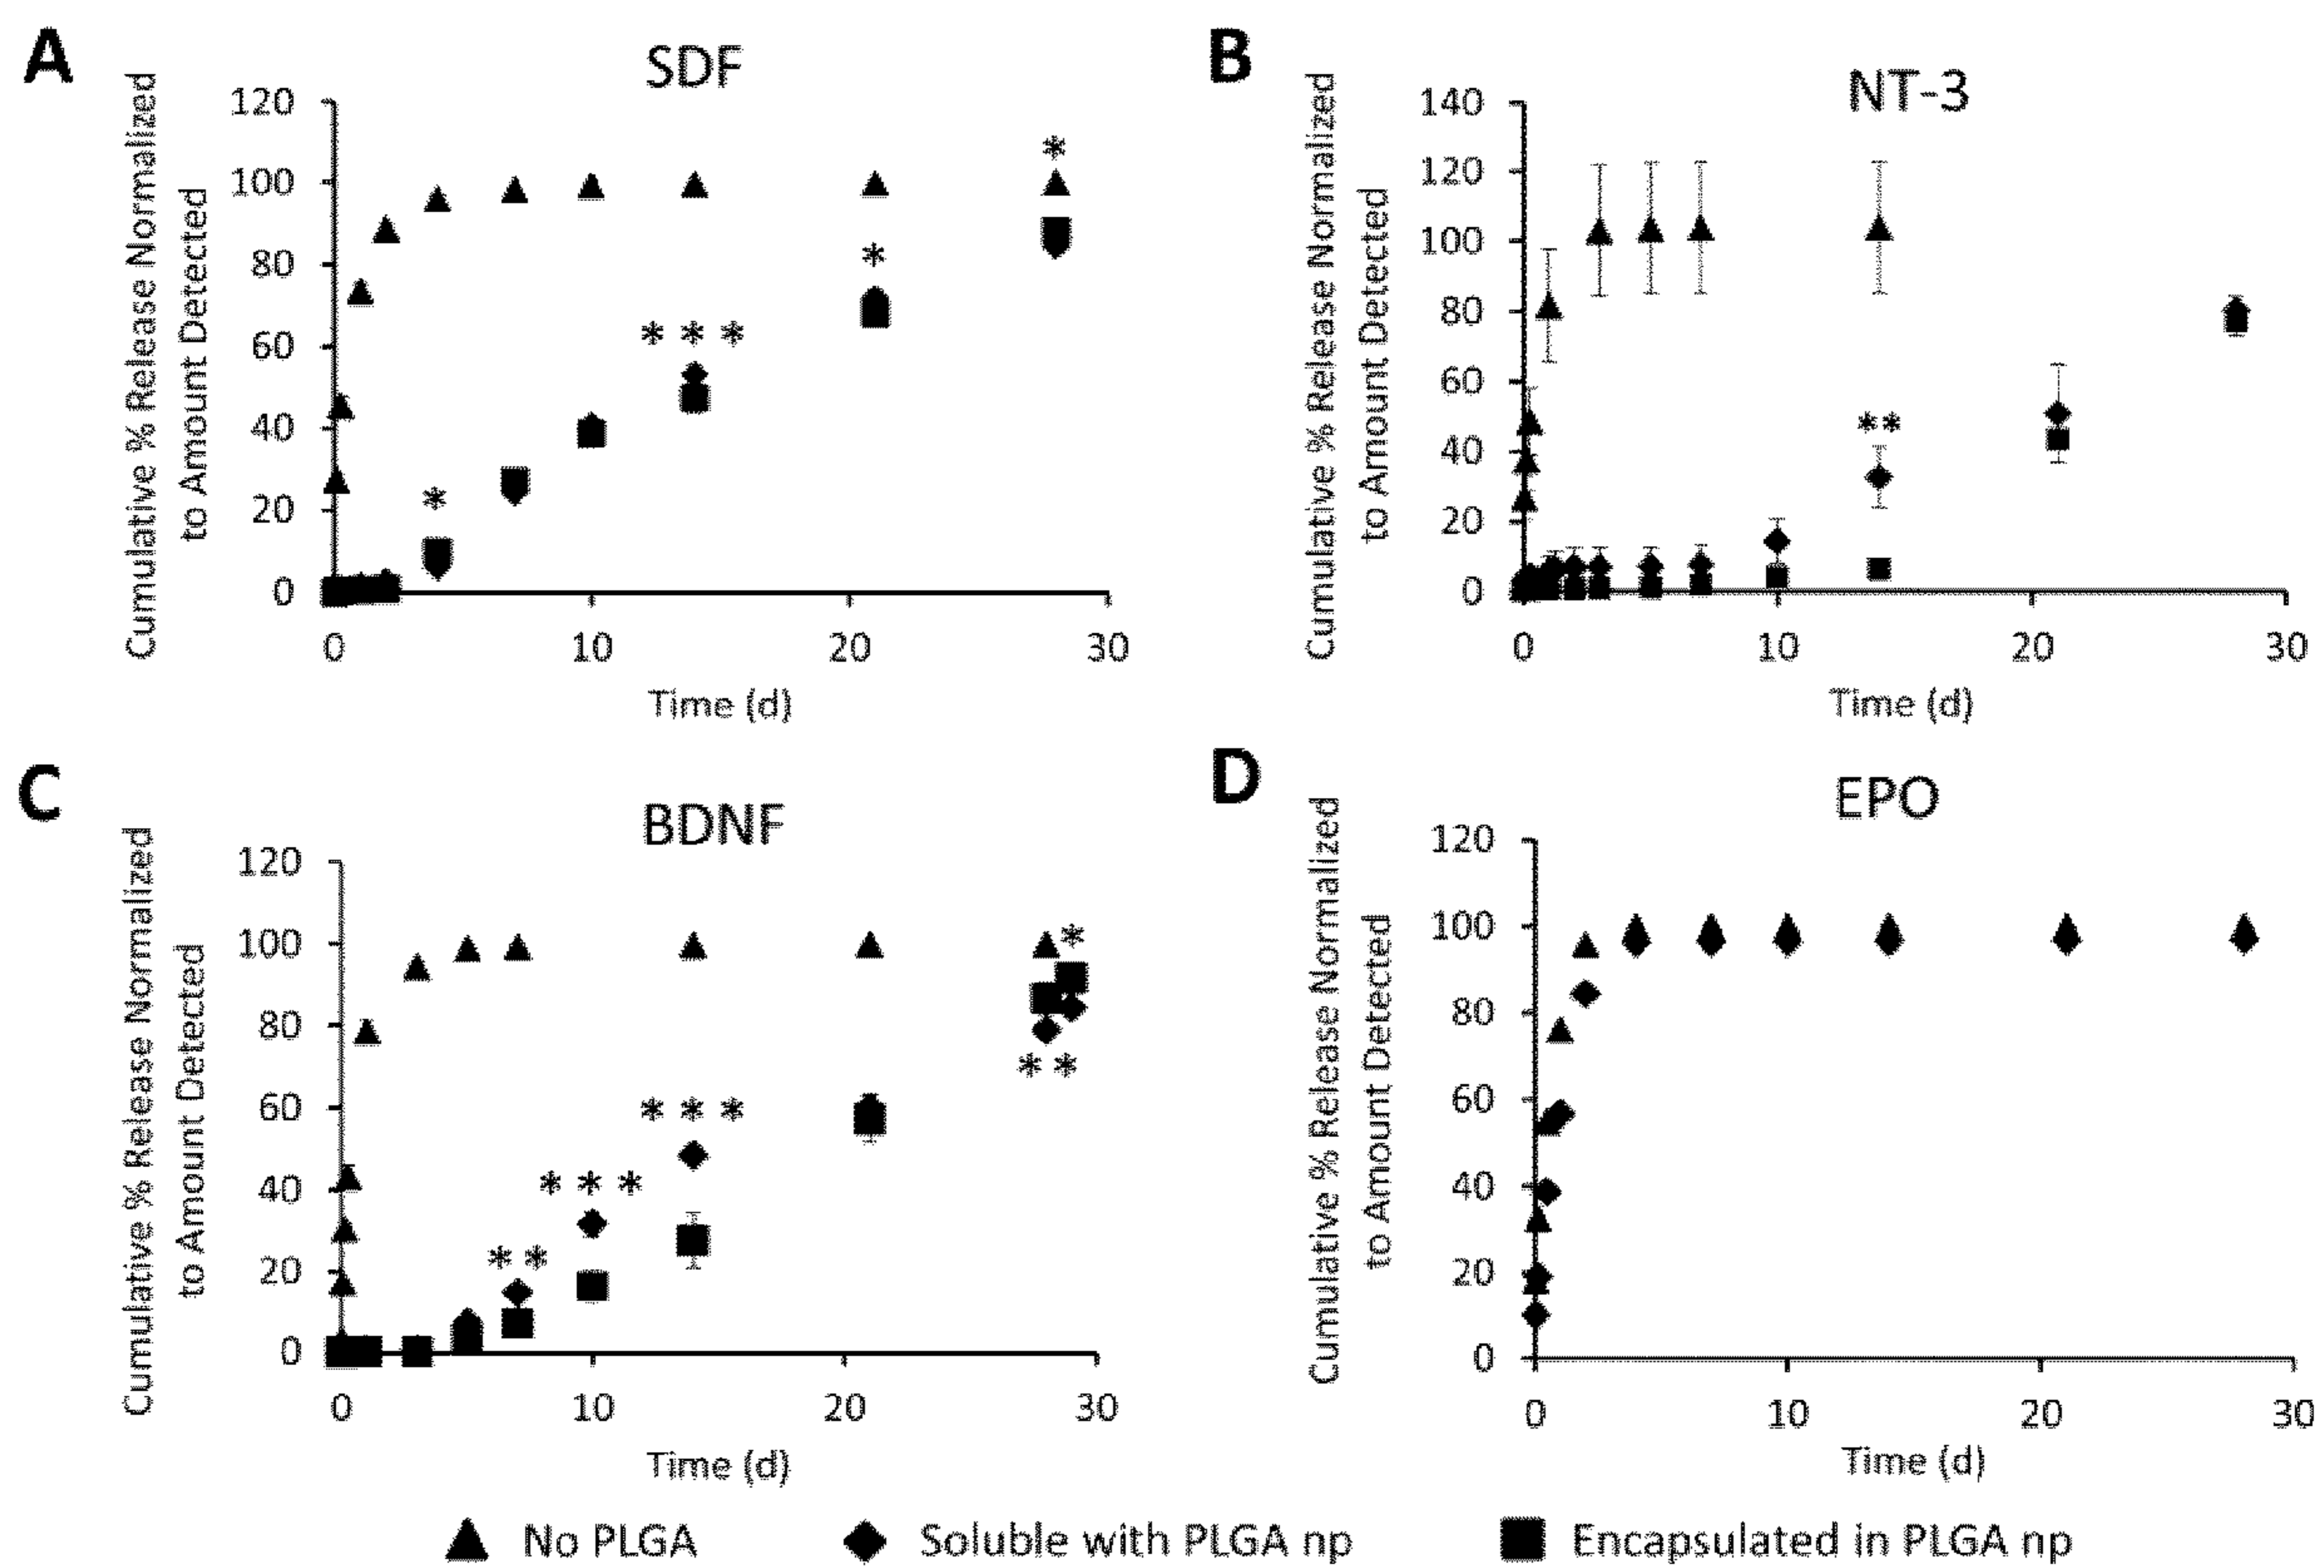 A
SDF
Cumulative % Release Normalized
to Amount Detected
120
100
80
60
40
20
0
*
* * *
*
*
0 10 20 30
Time (d)
B
NT-3
Cumulative % Release Normalized
to Amount Detected
140
120
100
80
60
40
20
0
**
0 10 20 30
Time (d)
C
BDNF
Cumulative % Release Normalized
to Amount Detected
120
100
80
60
40
20
0
* *
* * *
* * *
*
* *
0 10 20 30
Time (d)
D
EPO
Cumulative % Release Normalized
to Amount Detected
120
100
80
60
40
20
0
0 10 20 30
Time (d)
No PLGA Soluble with PLGA np Encapsulated in PLGA np